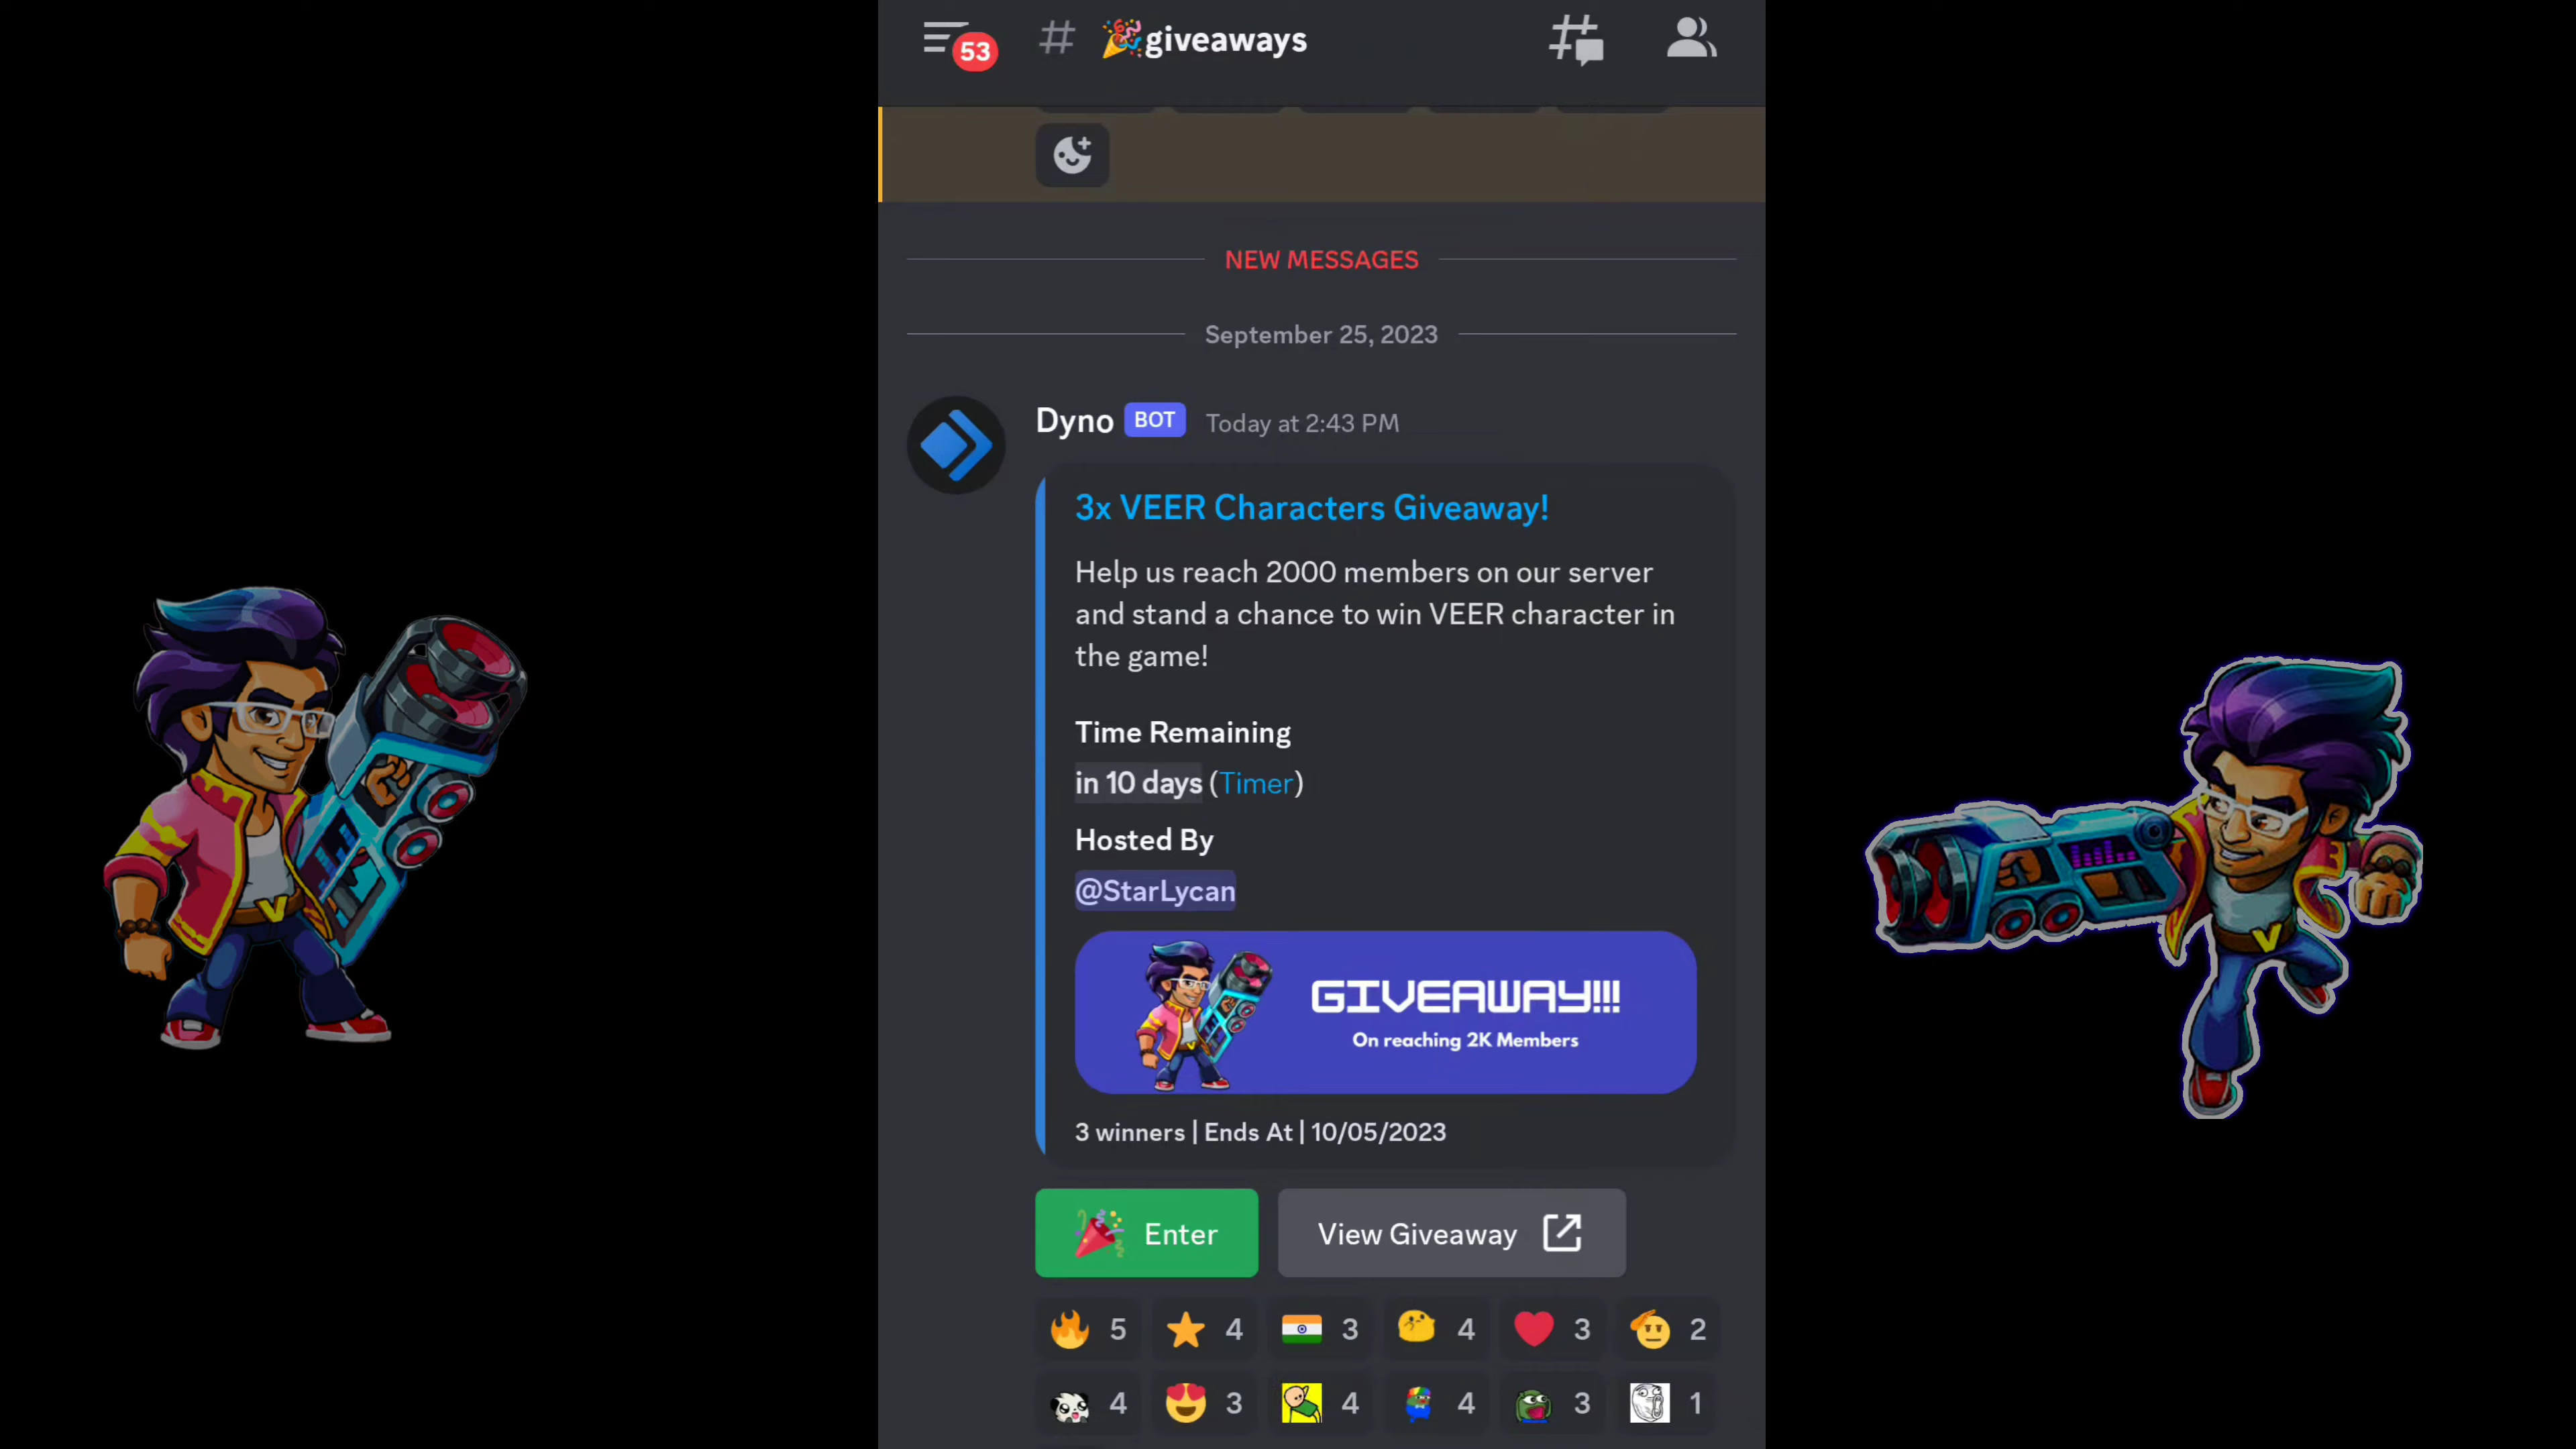 53
# 🎉giveaways
NEW MESSAGES
September 25, 2023
Dyno BOT Today at 2:43 PM
3x VEER Characters Giveaway!
Help us reach 2000 members on our server
and stand a chance to win VEER character in
the game!
Time Remaining
in 10 days (Timer)
Hosted By
@StarLycan
GIVEAWAY!!!
On reaching 2K Members
3 winners | Ends At | 10/05/2023
Enter
View Giveaway
5 4 3 4 3 2
4 3 4 4 3 1
V
V